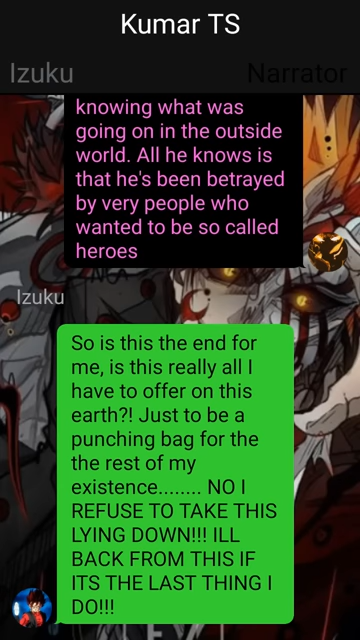 Kumar TS
Izuku
Narrator
knowing what was
going on in the outside
world. All he knows is
that he's been betrayed
by very people who
wanted to be so called
heroes
Izuku
So is this the end for
me, is this really all I
have to offer on this
earth?! Just to be a
punching bag for the
the rest of my
existence........ NO I
REFUSE TO TAKE THIS
LYING DOWN!!! ILL
BACK FROM THIS IF
ITS THE LAST THING I
DO!!!